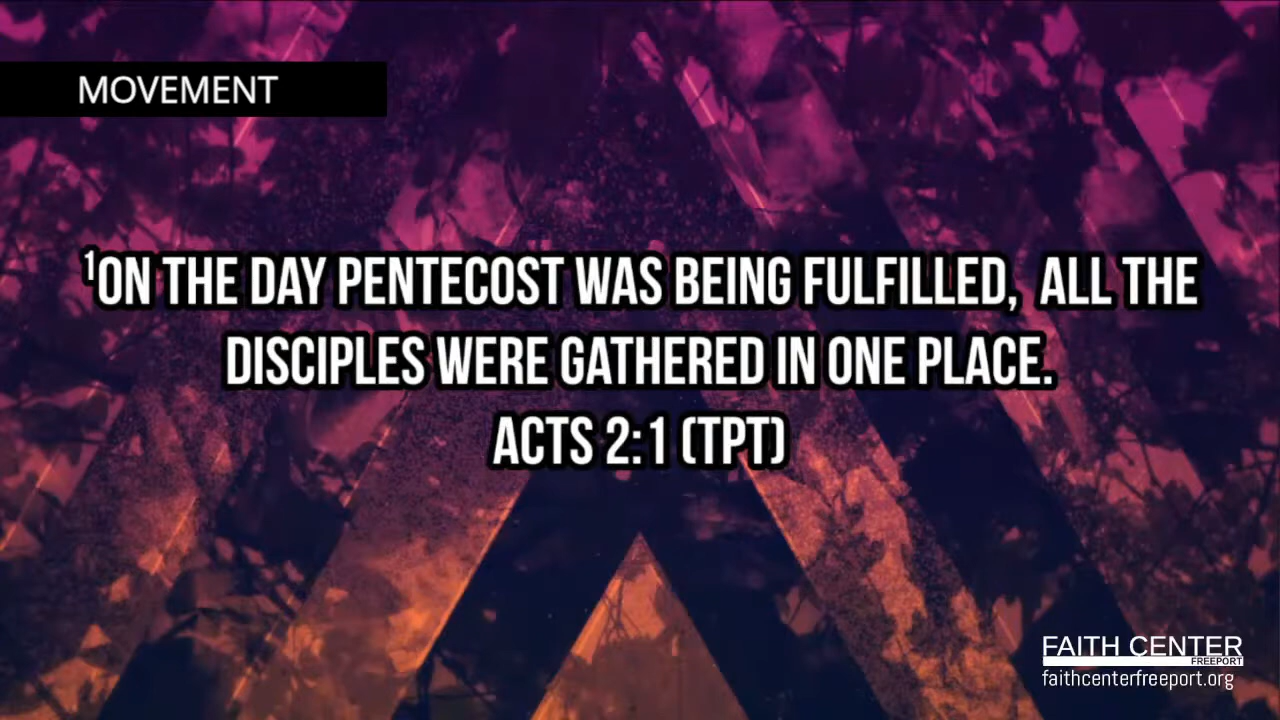 MOVEMENT
¹ON THE DAY PENTECOST WAS BEING FULFILLED, ALL THE
DISCIPLES WERE GATHERED IN ONE PLACE.
ACTS 2:1 (TPT)
FAITH CENTER
FREEPORT
faithcenterfreeport.org